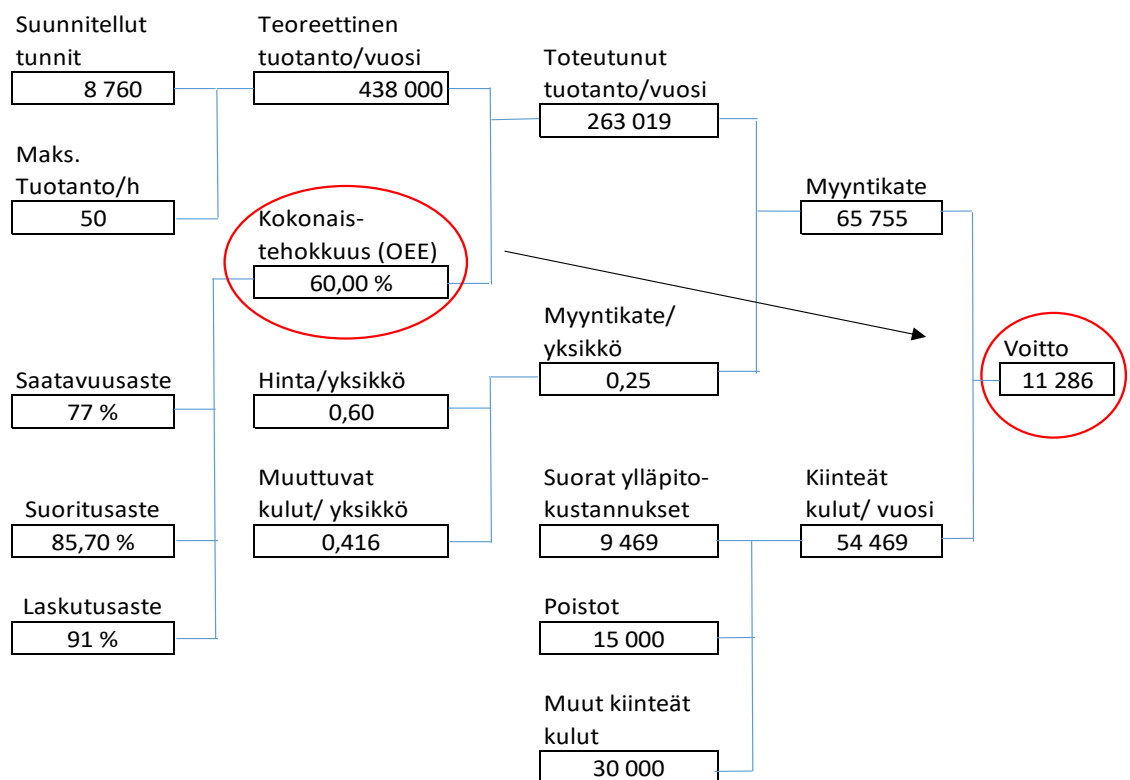 Suunnitellut
tunnit
8 760
Maks.
Tuotanto/h
50
Saatavuusaste
77 %
Suoritusaste
85,70 %
Laskutusaste
91 %
Teoreettinen
tuotanto/vuosi
438 000
Kokonais-
tehokkuus (OEE)
60,00 %
Hinta/yksikkö
0,60
Muuttuvat
kulut/ yksikkö
0,416
Toteutunut
tuotanto/vuosi
263 019
Myyntikate/
yksikkö
0,25
Suorat ylläpito-
kustannukset
9 469
Poistot
15 000
Muut kiinteät
kulut
30 000
Myyntikate
65 755
Kiinteät
kulut/ vuosi
54 469
Voitto
11 286